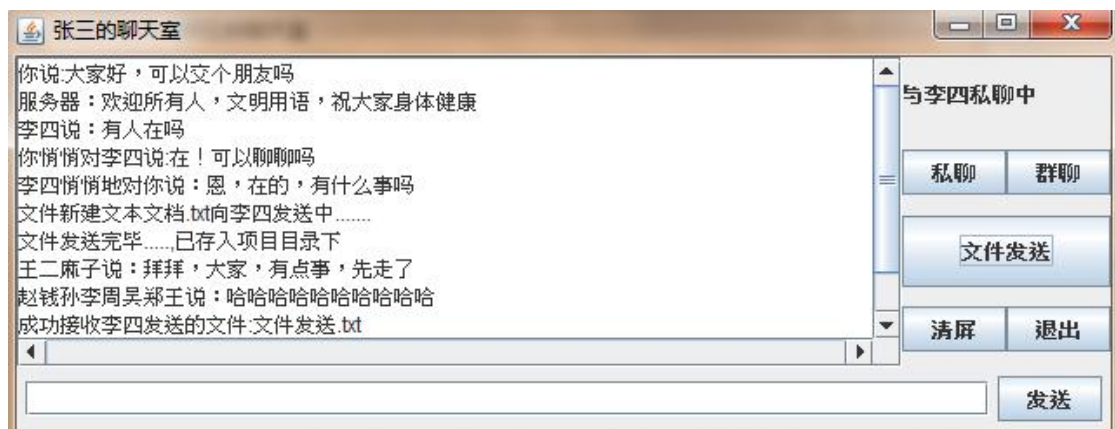 张三的聊天室
你说:大家好，可以交个朋友吗
服务器：欢迎所有人，文明用语，祝大家身体健康
李四说：有人在吗
你悄悄对李四说:在！可以聊聊吗
李四悄悄地对你说：恩，在的，有什么事吗
文件新建文本文档.txt向李四发送中.......
文件发送完毕.....,已存入项目目录下
王二麻子说：拜拜，大家，有点事，先走了
赵钱孙李周吴郑王说：哈哈哈哈哈哈哈哈哈哈
成功接收李四发送的文件:文件发送.txt
与李四私聊中
私聊 群聊
文件发送
清屏 退出
发送